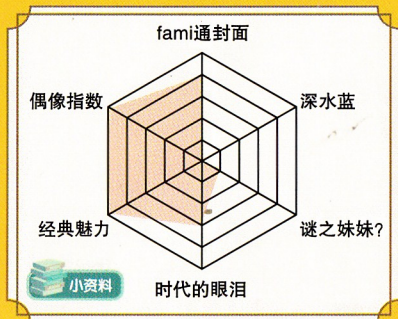 fami通封面
偶像指数
深水蓝
经典魅力
谜之妹妹?
时代的眼泪
小资料